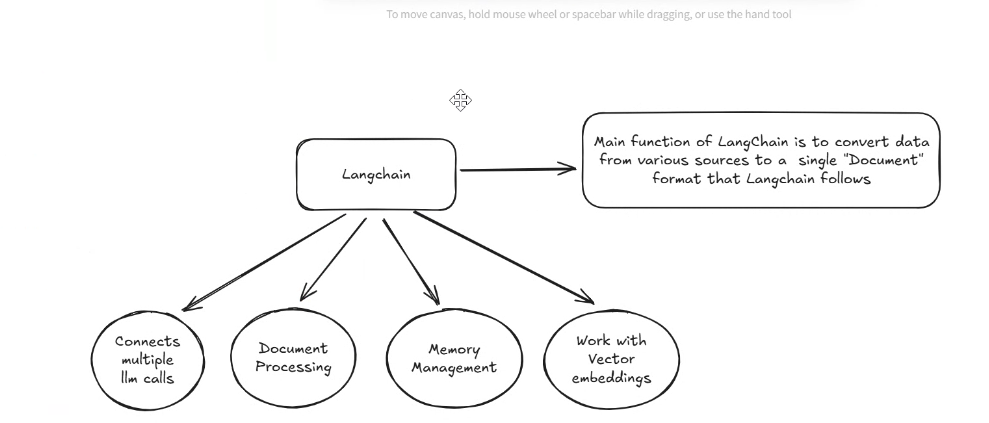 To move canvas, hold mouse wheel or spacebar while dragging, or use the hand tool
Langchain
Main function of LangChain is to convert data
from various sources to a single "Document"
format that Langchain follows
Connects
multiple
llm calls
Document
Processing
Memory
Management
Work with
Vector
embeddings